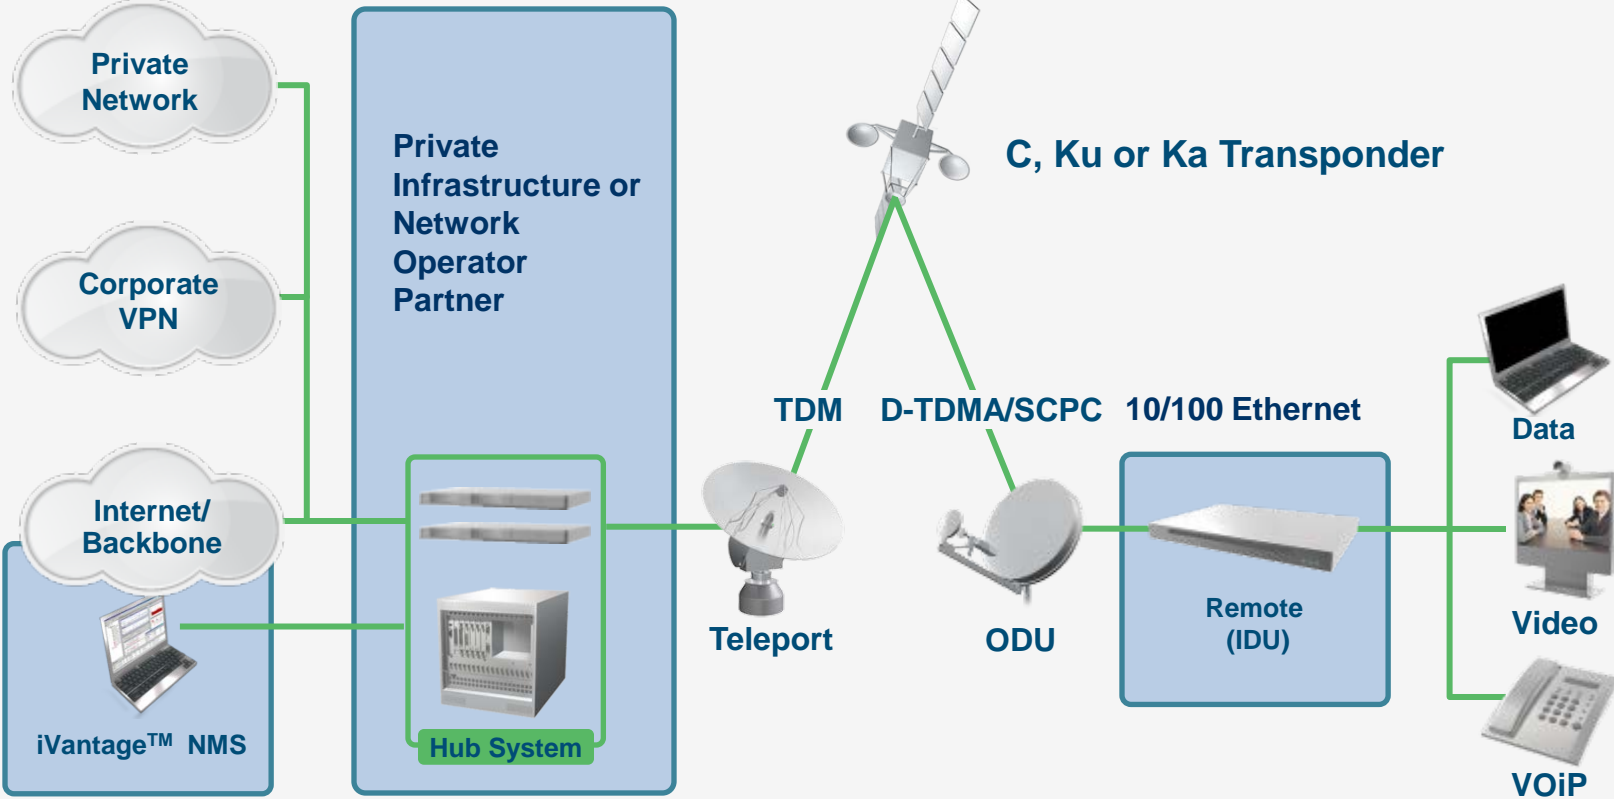 Private
Network
Corporate
VPN
Internet/
Backbone
iVantage™ NMS
Private
Infrastructure or
Network
Operator
Partner
Hub System
C, Ku or Ka Transponder
TDM
D-TDMA/SCPC
10/100 Ethernet
Teleport
ODU
Remote
(IDU)
Data
Video
VOiP